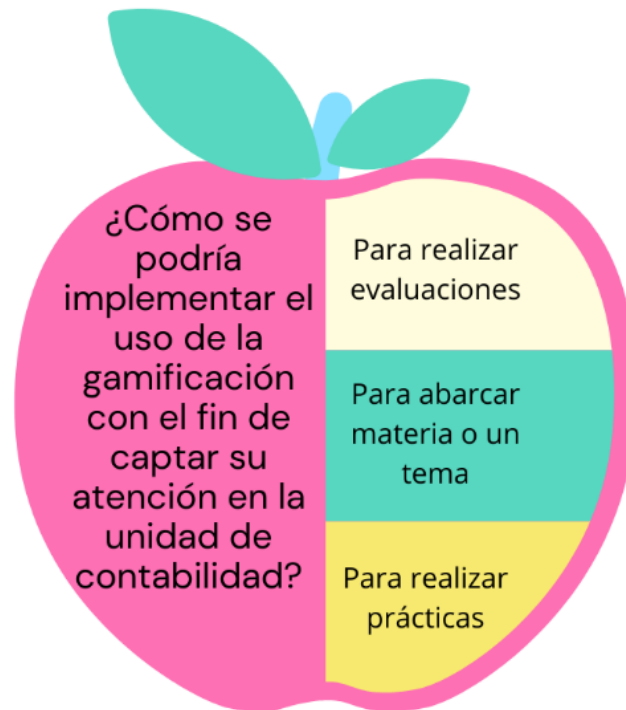 ¿Cómo se
podría
implementar el
uso de la
gamificación
con el fin de
captar su
atención en la
unidad de
contabilidad?
Para realizar
evaluaciones
Para abarcar
materia o un
tema
Para realizar
prácticas